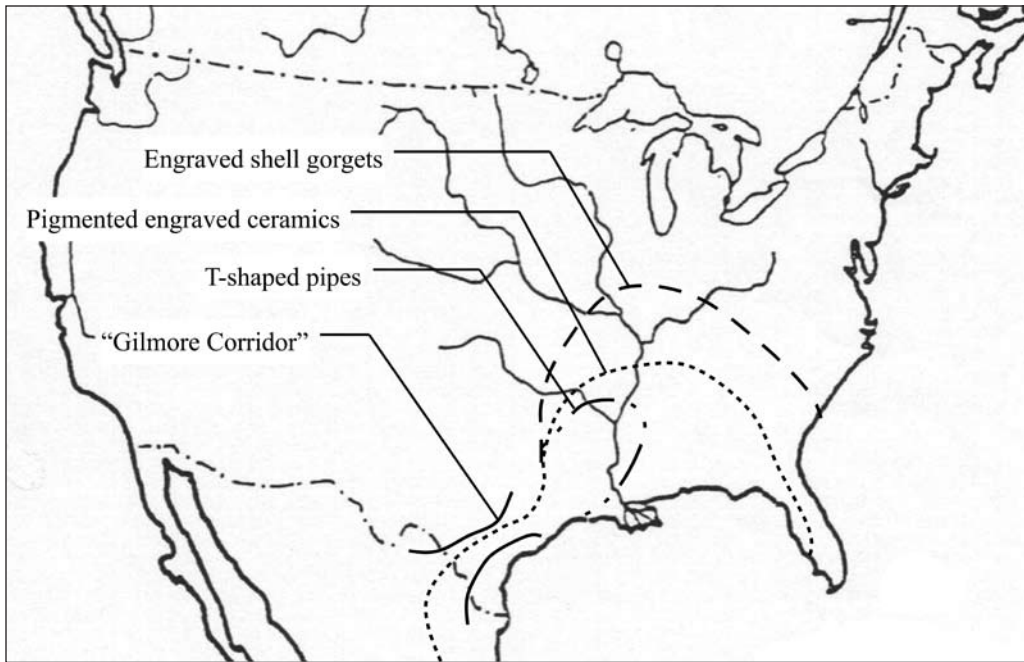 Engraved shell gorgets
Pigmented engraved ceramics
T-shaped pipes
“Gilmore Corridor”